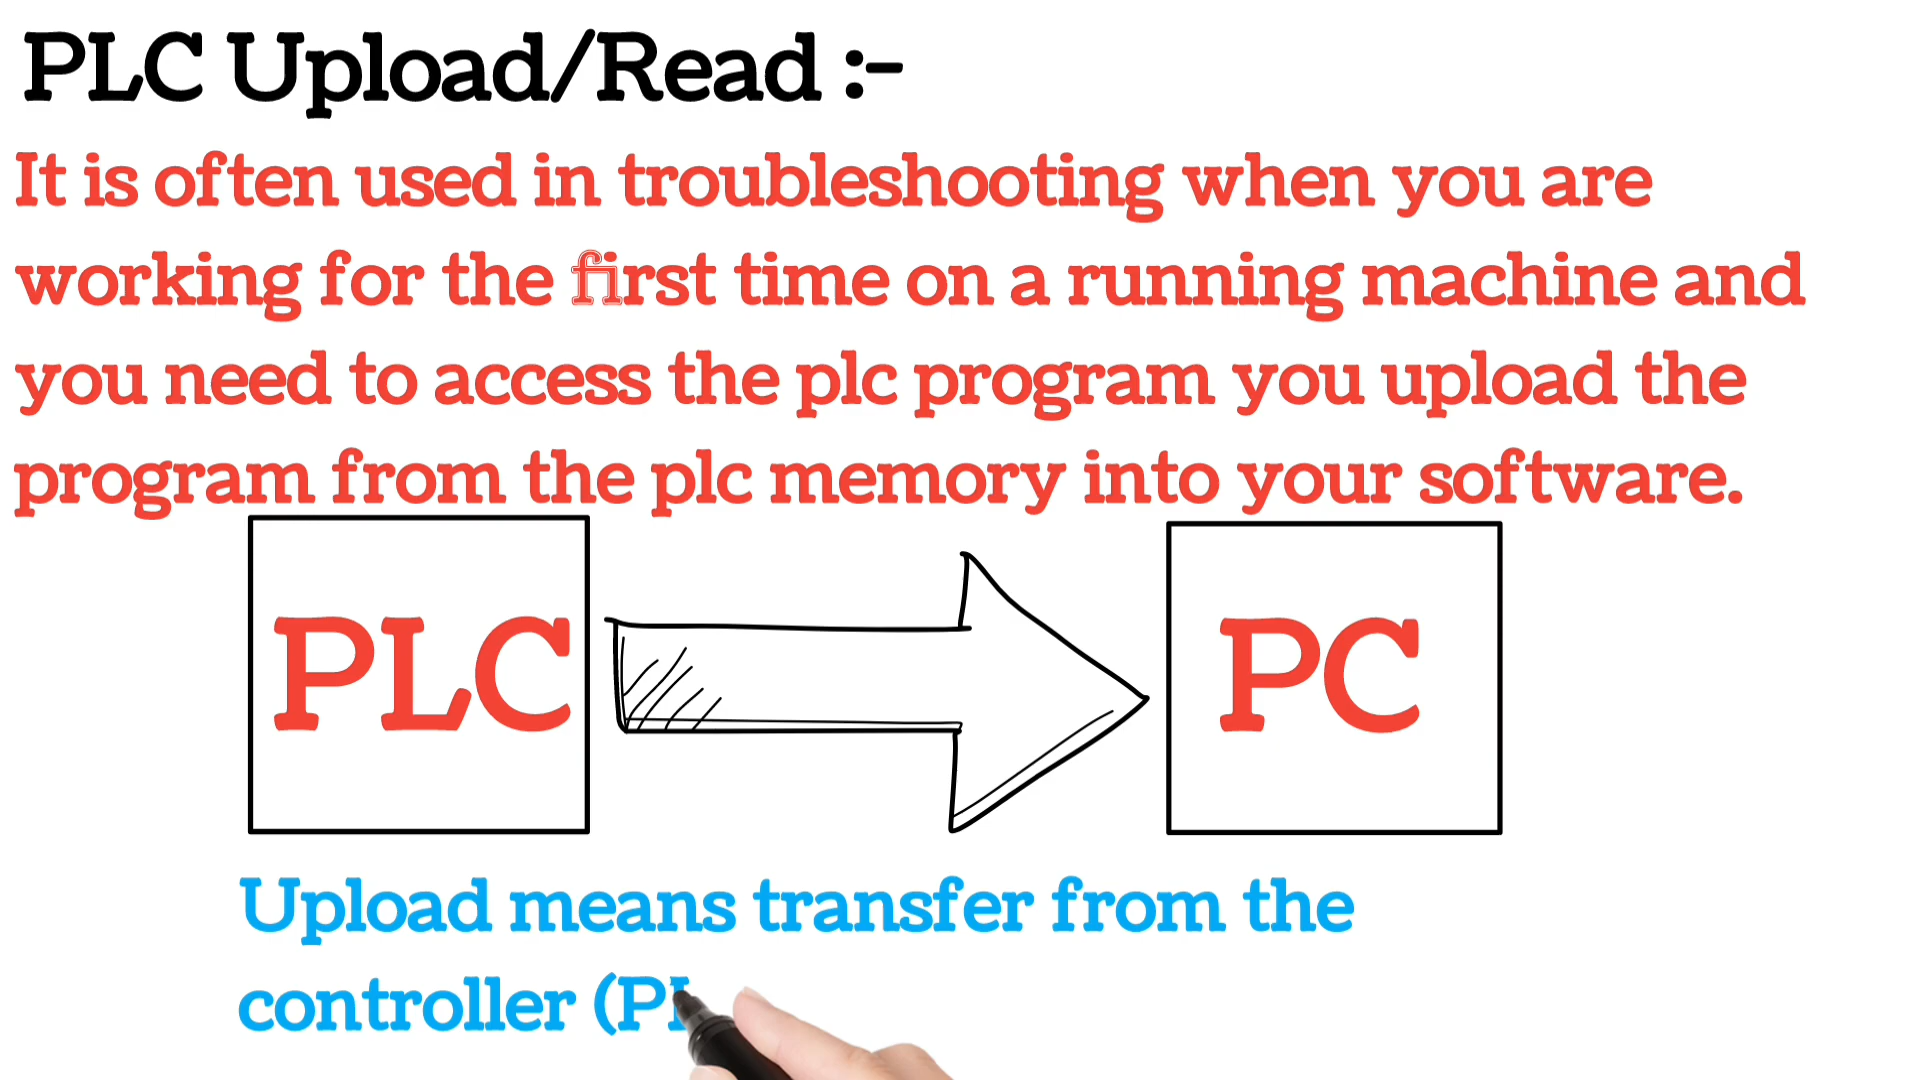 PLC Upload/Read :-
It is often used in troubleshooting when you are
working for the first time on a running machine and
you need to access the plc program you upload the
program from the plc memory into your software.
PLC
PC
Upload means transfer from the
controller (PL